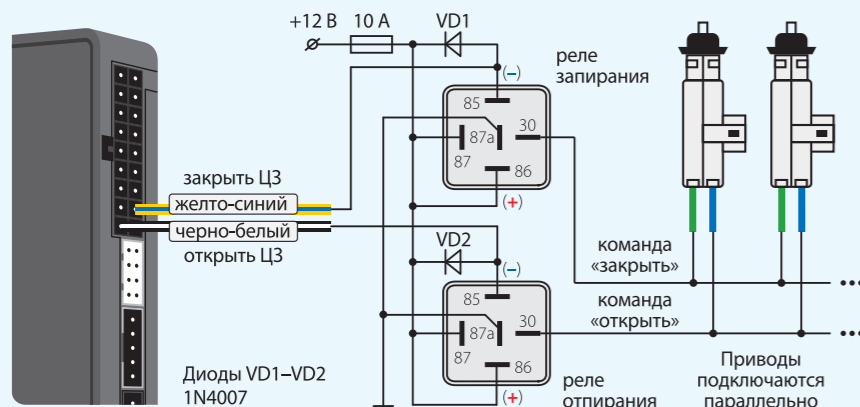 +12 В
10 А
VD1
реле
запирания
(–)
85
30
87a
87
86
(+)
закрыть ЦЗ
желто-синий
черно-белый
открыть ЦЗ
VD2
(–)
команда
«закрыть»
команда
«открыть»
85
30
87a
87
86
(+)
Диоды VD1–VD2
1N4007
реле
отпирания
Приводы
подключаются
параллельно